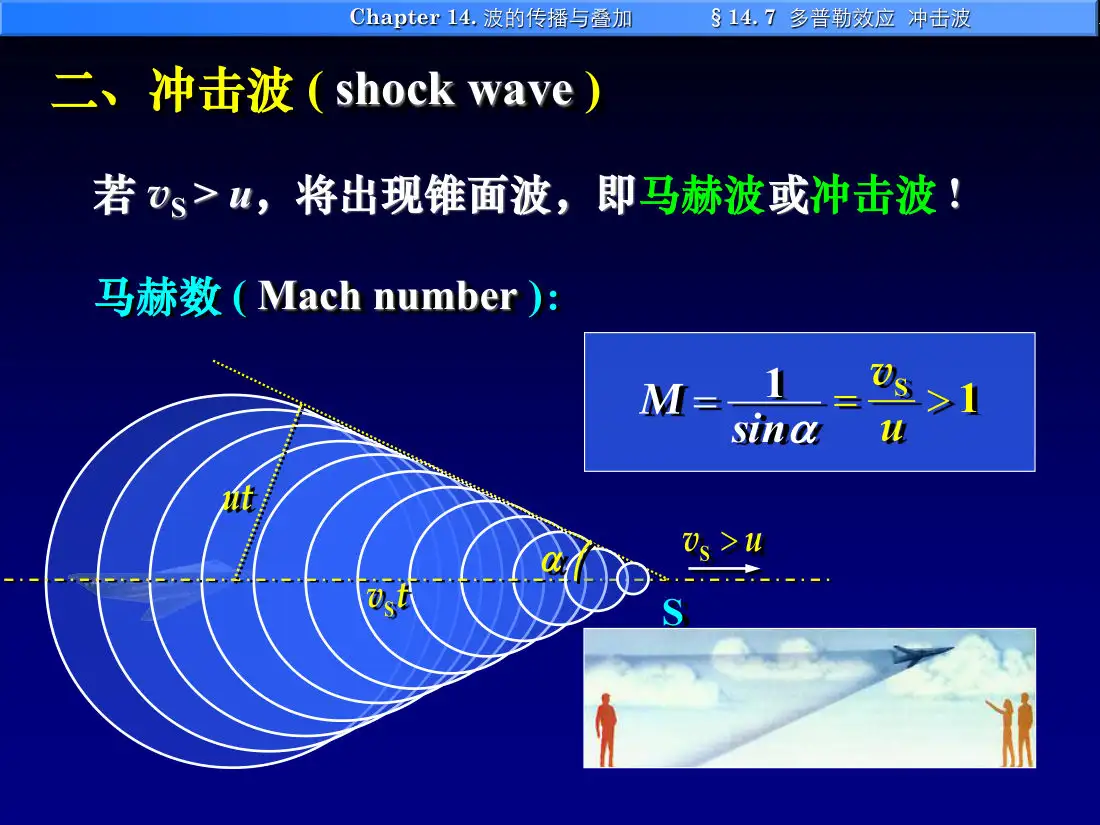 Chapter 14. 波的传播与叠加 §14.7 多普勒效应 冲击波
二、冲击波 ( shock wave )
若 vS > u，将出现锥面波，即马赫波或冲击波！
马赫数 ( Mach number )：
M = 1/sinα = vS/u > 1
ut
vS > u
α
vSt
S